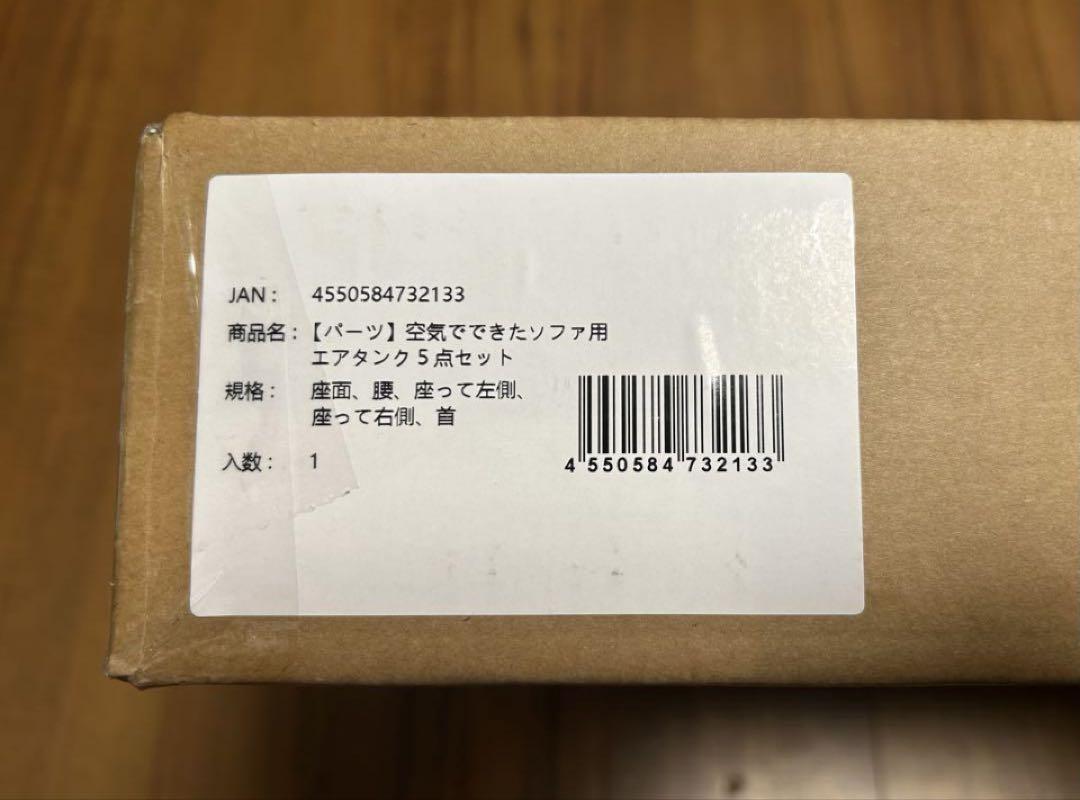 JAN： 4550584732133
商品名：【パーツ】空気でできたソファ用
エアタンク５点セット
規格： 座面、腰、座って左側、
座って右側、首
入数： 1
4 550584 732133